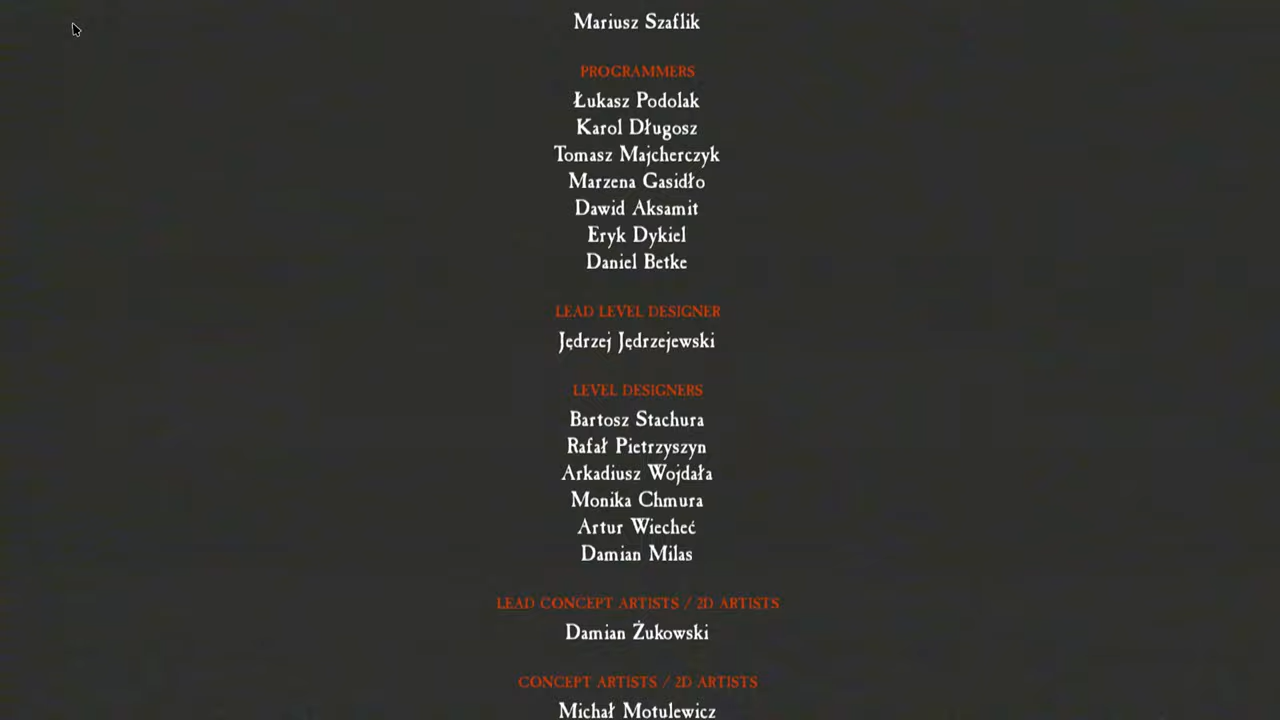 Mariusz Szaflik
PROGRAMMERS
Łukasz Podolak
Karol Długosz
Tomasz Majcherczyk
Marzena Gasidło
Dawid Aksamit
Eryk Dykiel
Daniel Betke
LEAD LEVEL DESIGNER
Jędrzej Jędrzejewski
LEVEL DESIGNERS
Bartosz Stachura
Rafał Pietrzyszyn
Arkadiusz Wojdała
Monika Chmura
Artur Wiecheć
Damian Milas
LEAD CONCEPT ARTISTS / 2D ARTISTS
Damian Żukowski
CONCEPT ARTISTS / 2D ARTISTS
Michał Motulewicz